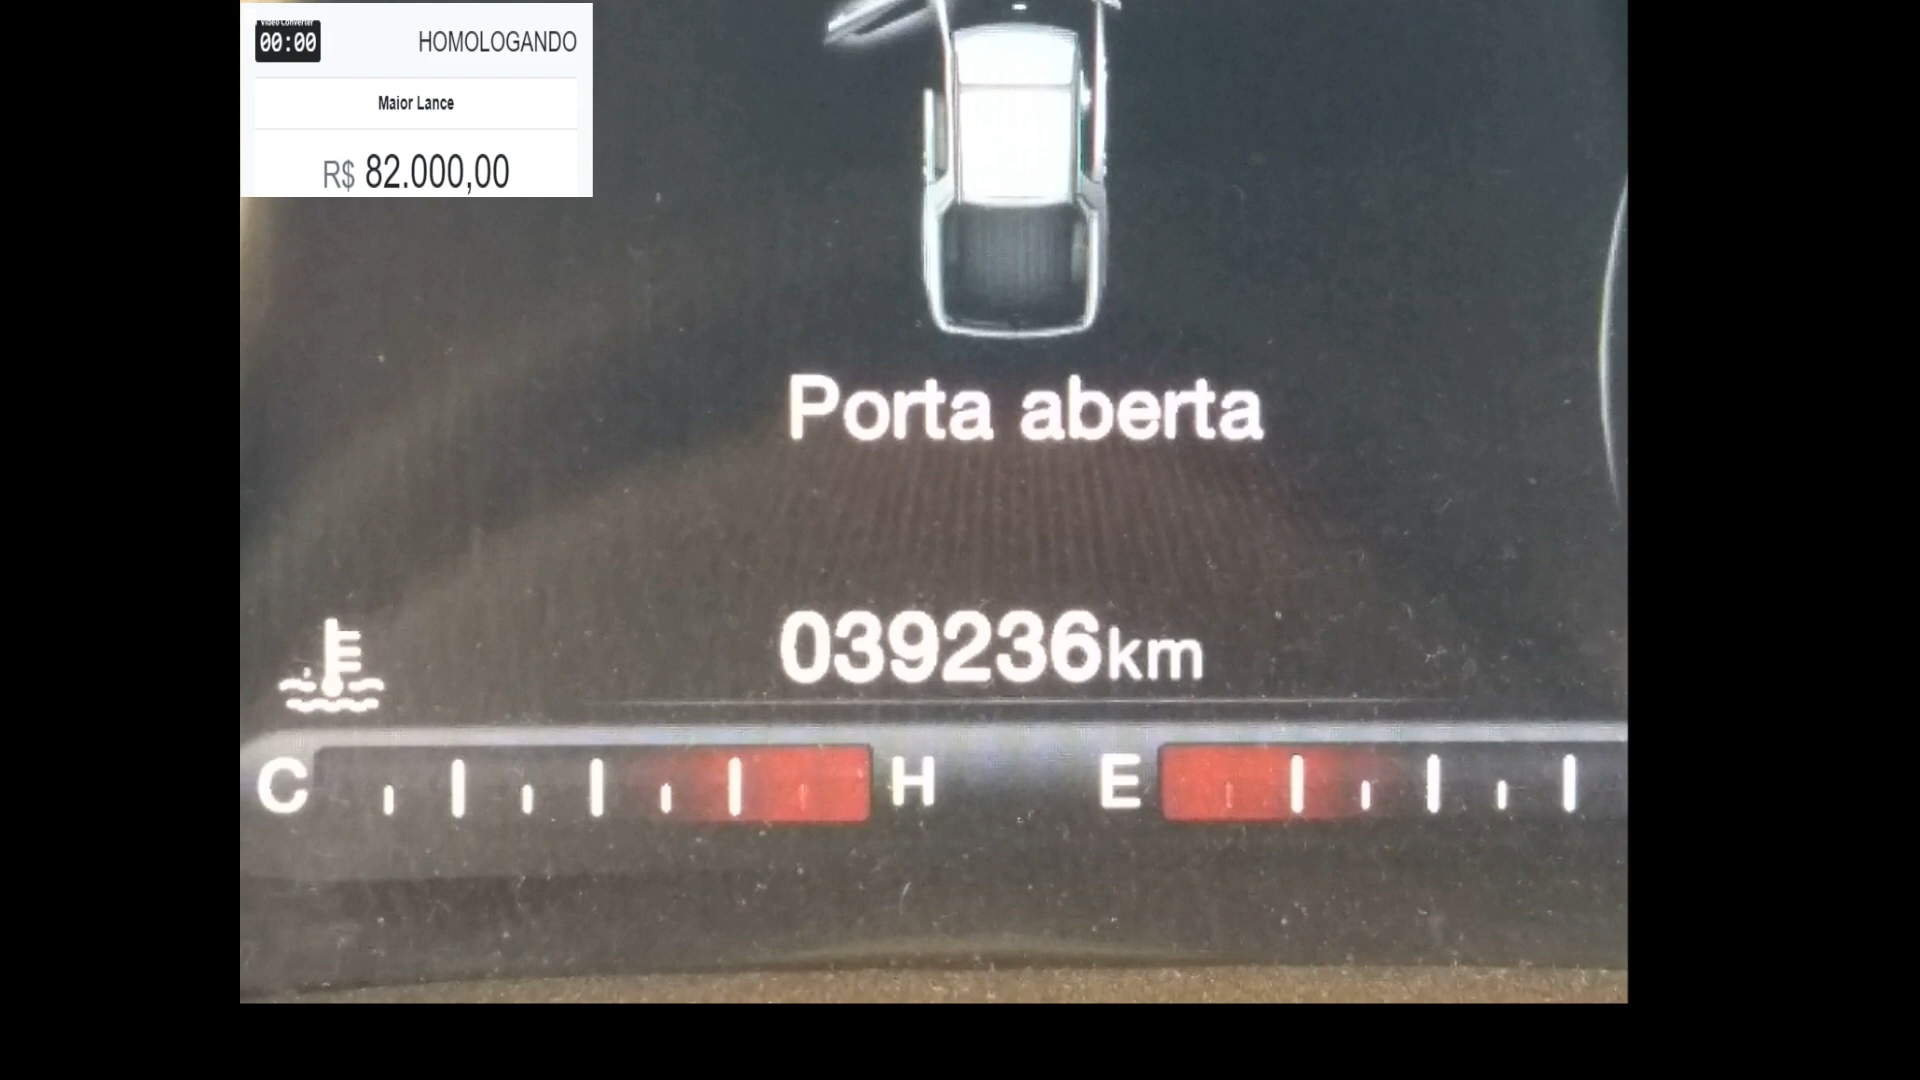 Video Converter
00:00
HOMOLOGANDO
Maior Lance
R$ 82.000,00
Porta aberta
039236km
C H E